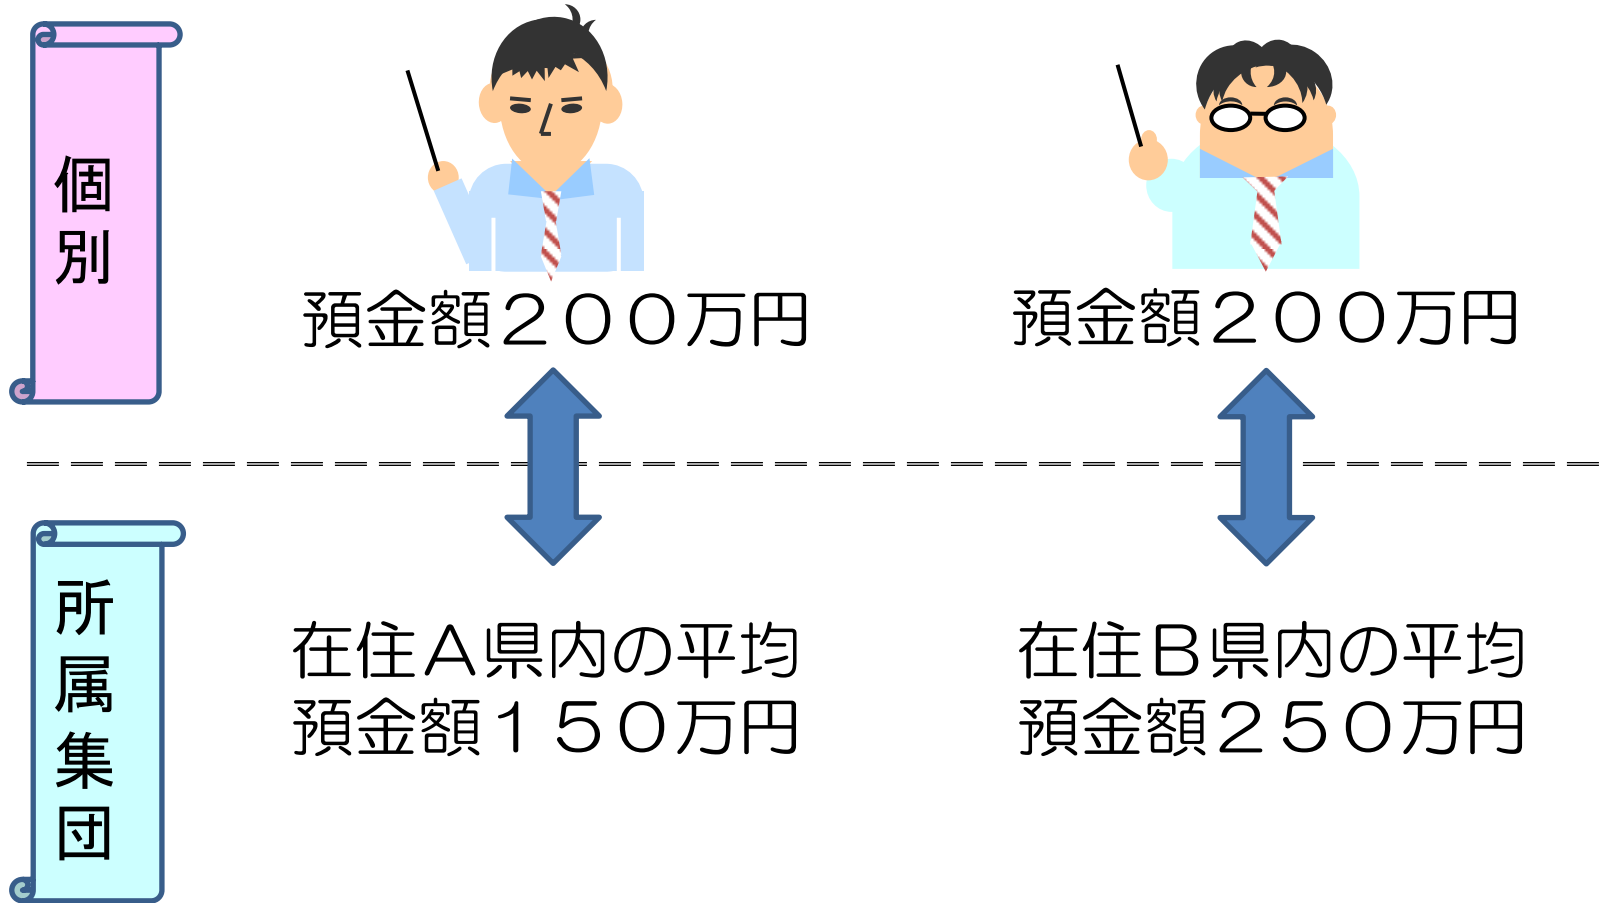 個別
預金額２００万円
預金額２００万円
所属集団
在住Ａ県内の平均
預金額１５０万円
在住Ｂ県内の平均
預金額２５０万円